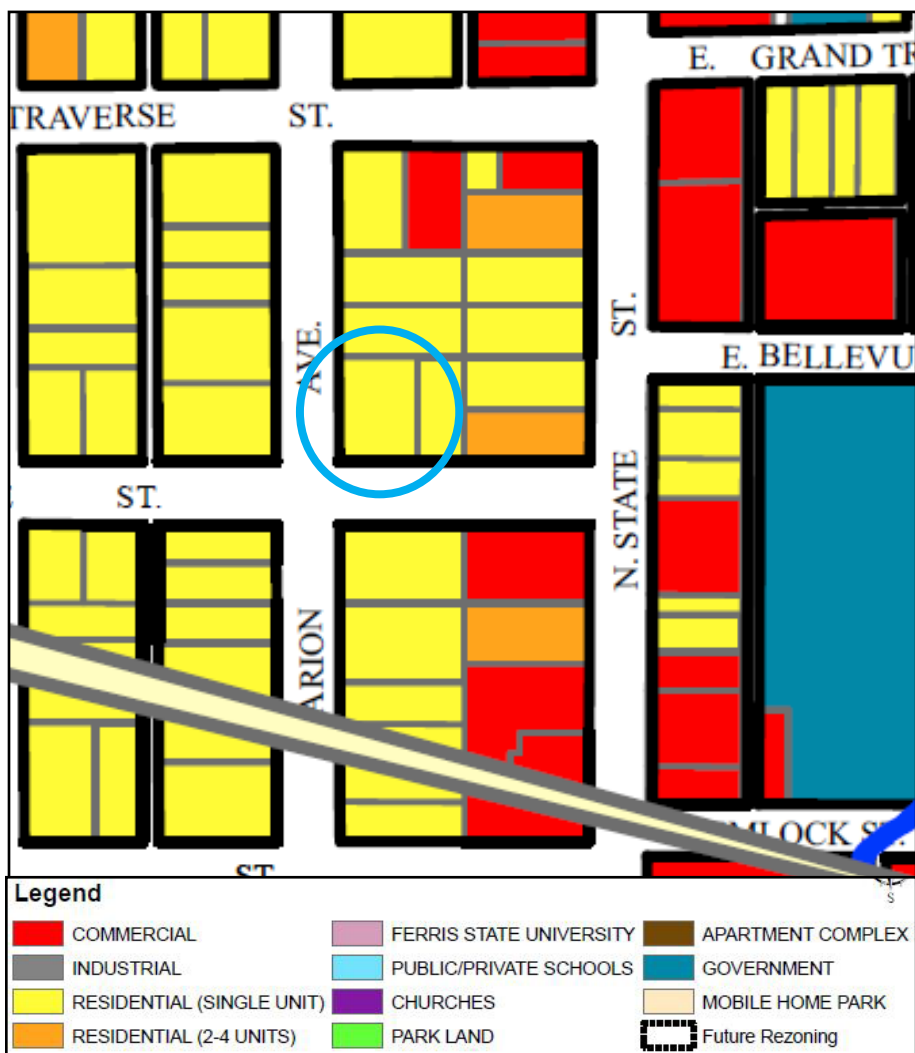 E. GRAND TR
TRAVERSE ST.
AVE.
ST.
E. BELLEVU
ST.
N. STATE
ARION
MLOCK ST.
ST
S
Legend
COMMERCIAL
INDUSTRIAL
RESIDENTIAL (SINGLE UNIT)
RESIDENTIAL (2-4 UNITS)
FERRIS STATE UNIVERSITY
PUBLIC/PRIVATE SCHOOLS
CHURCHES
PARK LAND
APARTMENT COMPLEX
GOVERNMENT
MOBILE HOME PARK
Future Rezoning